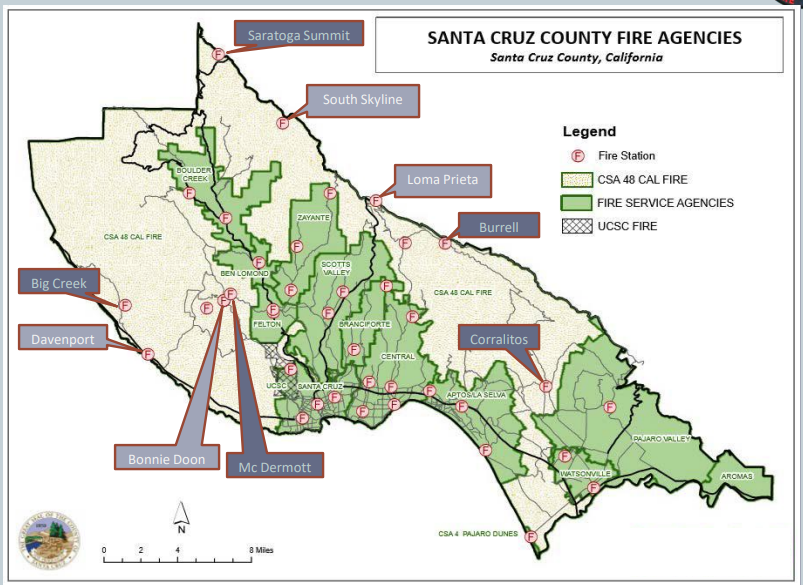 Saratoga Summit
SANTA CRUZ COUNTY FIRE AGENCIES
Santa Cruz County, California
South Skyline
Legend
F Fire Station
CSA 48 CAL FIRE
FIRE SERVICE AGENCIES
UCSC FIRE
BOULDER
CREEK
Loma Prieta
ZAYANTE
Burrell
CSA 48 CAL FIRE
SCOTTS
VALLEY
BEN LOMOND
Big Creek
CSA 48 CAL FIRE
FELTON
BRANCIFORTE
Davenport
Corralitos
CENTRAL
UCSC
SANTA CRUZ
APTOS/LA SELVA
PAJARO VALLEY
Bonnie Doon
Mc Dermott
WATSONVILLE
AROMAS
N
CSA 4 PAJARO DUNES
0 2 4 8 Miles